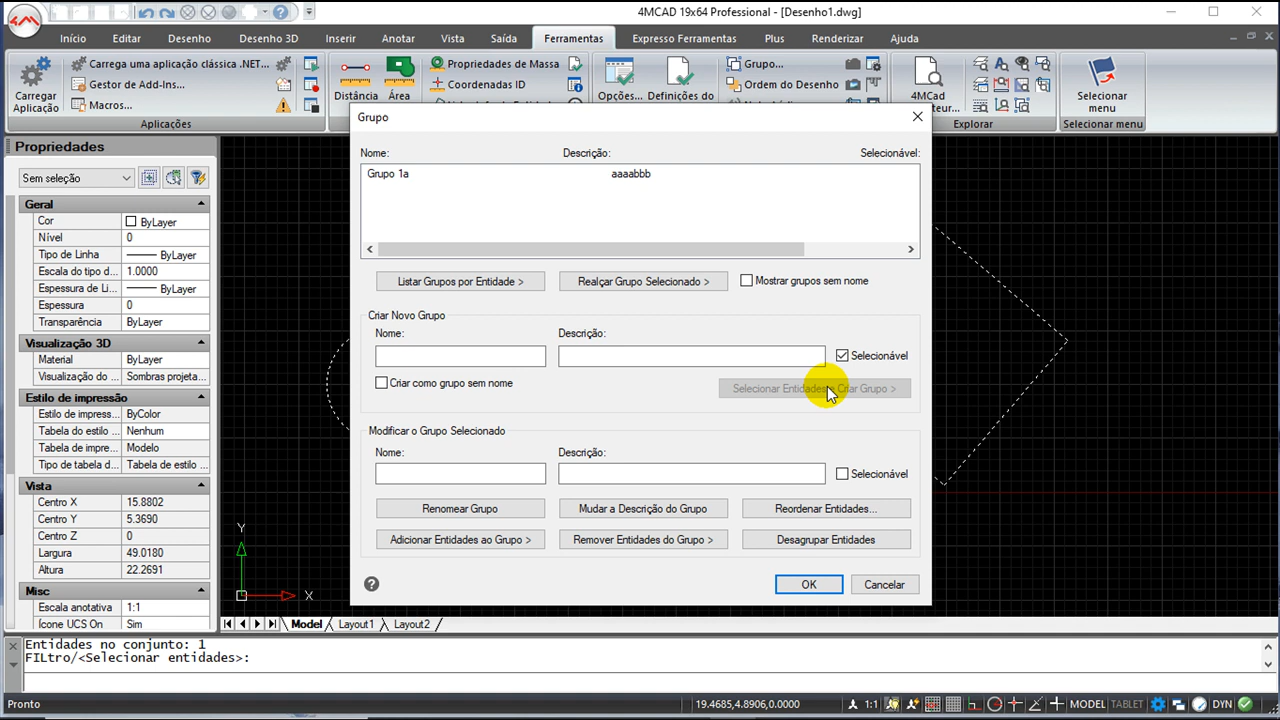 4MCAD 19x64 Professional - [Desenho1.dwg]
Início Editar Desenho Desenho 3D Inserir Anotar Vista Saída Ferramentas Expresso Ferramentas Plus Renderizar Ajuda
Carregar
Aplicação
Carrega uma aplicação clássica .NET...
Gestor de Add-Ins...
Macros...
Aplicações
Distância
Área
Propriedades de Massa
Coordenadas ID
Opções...
Definições do
Grupo...
Ordem do Desenho
4MCad
Explorar
Selecionar
menu
Selecionar menu
Propriedades
Sem seleção
Geral
Cor ByLayer
Nível 0
Tipo de Linha ByLayer
Escala do tipo d... 1.0000
Espessura de Li... ByLayer
Espessura 0
Transparência ByLayer
Visualização 3D
Material ByLayer
Visualização do ... Sombras projeta...
Estilo de impressão
Estilo de impress... ByColor
Tabela do estilo ... Nenhum
Tabela de impre... Modelo
Tipo de tabela d... Tabela de estilo ...
Vista
Centro X 15.8802
Centro Y 5.3690
Centro Z 0
Largura 49.0180
Altura 22.2691
Misc
Escala anotativa 1:1
Ícone UCS On Sim
Grupo
Nome: Descrição: Selecionável:
Grupo 1a aaaabbb
Listar Grupos por Entidade > Realçar Grupo Selecionado > Mostrar grupos sem nome
Criar Novo Grupo
Nome: Descrição:
Selecionável
Criar como grupo sem nome Selecionar Entidades e Criar Grupo >
Modificar o Grupo Selecionado
Nome: Descrição:
Selecionável
Renomear Grupo Mudar a Descrição do Grupo Reordenar Entidades...
Adicionar Entidades ao Grupo > Remover Entidades do Grupo > Desagrupar Entidades
OK Cancelar
Y
X
Model Layout1 Layout2
Entidades no conjunto: 1
FILtro/<Selecionar entidades>:
Pronto 19.4685,4.8906,0.0000 1:1 MODEL TABLET DYN